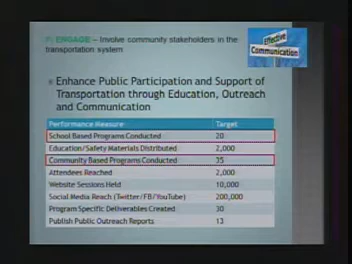 ENGAGE – Involve community stakeholders in the
transportation system
Effective
Communication
Enhance Public Participation and Support of
Transportation through Education, Outreach
and Communication
Performance Measure
Target
School Based Programs Conducted 20
Education/Safety Materials Distributed 2,000
Community Based Programs Conducted 35
Attendees Reached 2,000
Website Sessions Held 10,000
Social Media Reach (Twitter/FB/YouTube) 200,000
Program Specific Deliverables Created 30
Publish Public Outreach Reports 13